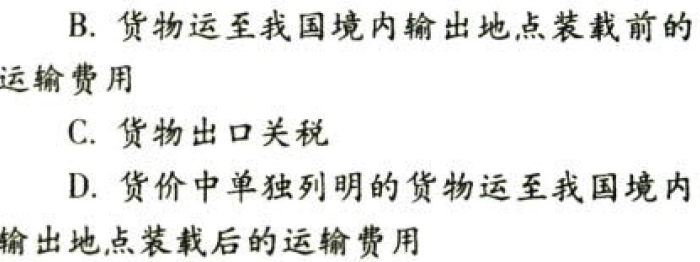 B. 货物运至我国境内输出地点装载前的
运输费用
C. 货物出口关税
D. 货价中单独列明的货物运至我国境内
输出地点装载后的运输费用